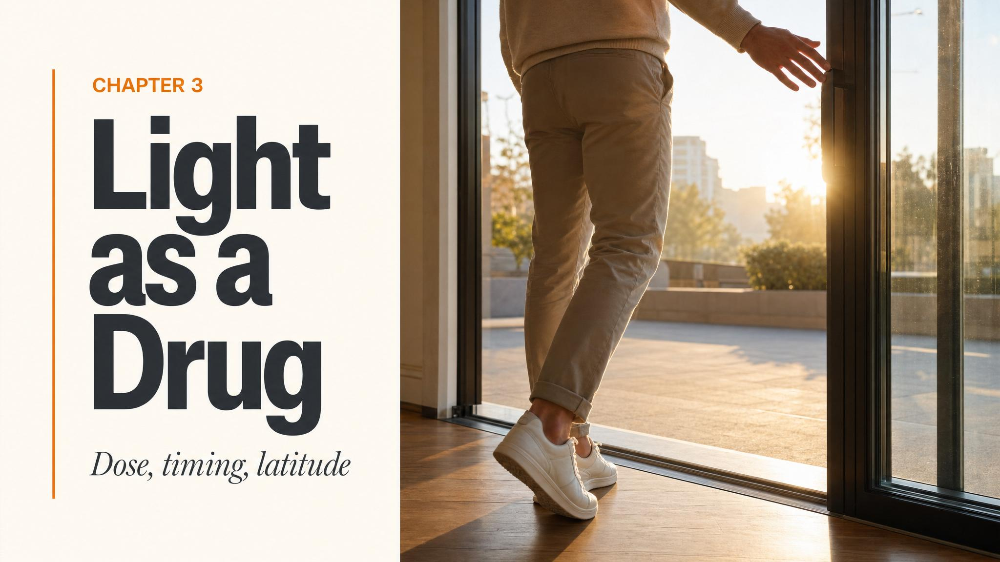 CHAPTER 3
Light
as a
Drug
Dose, timing, latitude